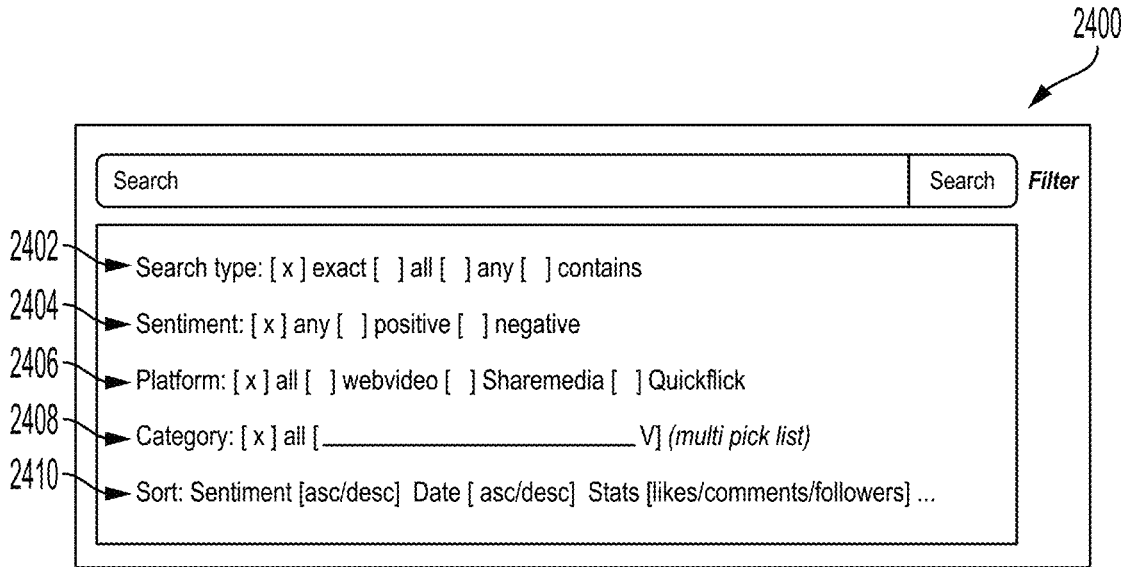 2400
Search Search Filter
2402 Search type: [ x ] exact [ ] all [ ] any [ ] contains
2404 Sentiment: [ x ] any [ ] positive [ ] negative
2406 Platform: [ x ] all [ ] webvideo [ ] Sharemedia [ ] Quickflick
2408 Category: [ x ] all [ ______________________ V] (multi pick list)
2410 Sort: Sentiment [asc/desc] Date [ asc/desc] Stats [likes/comments/followers] ...